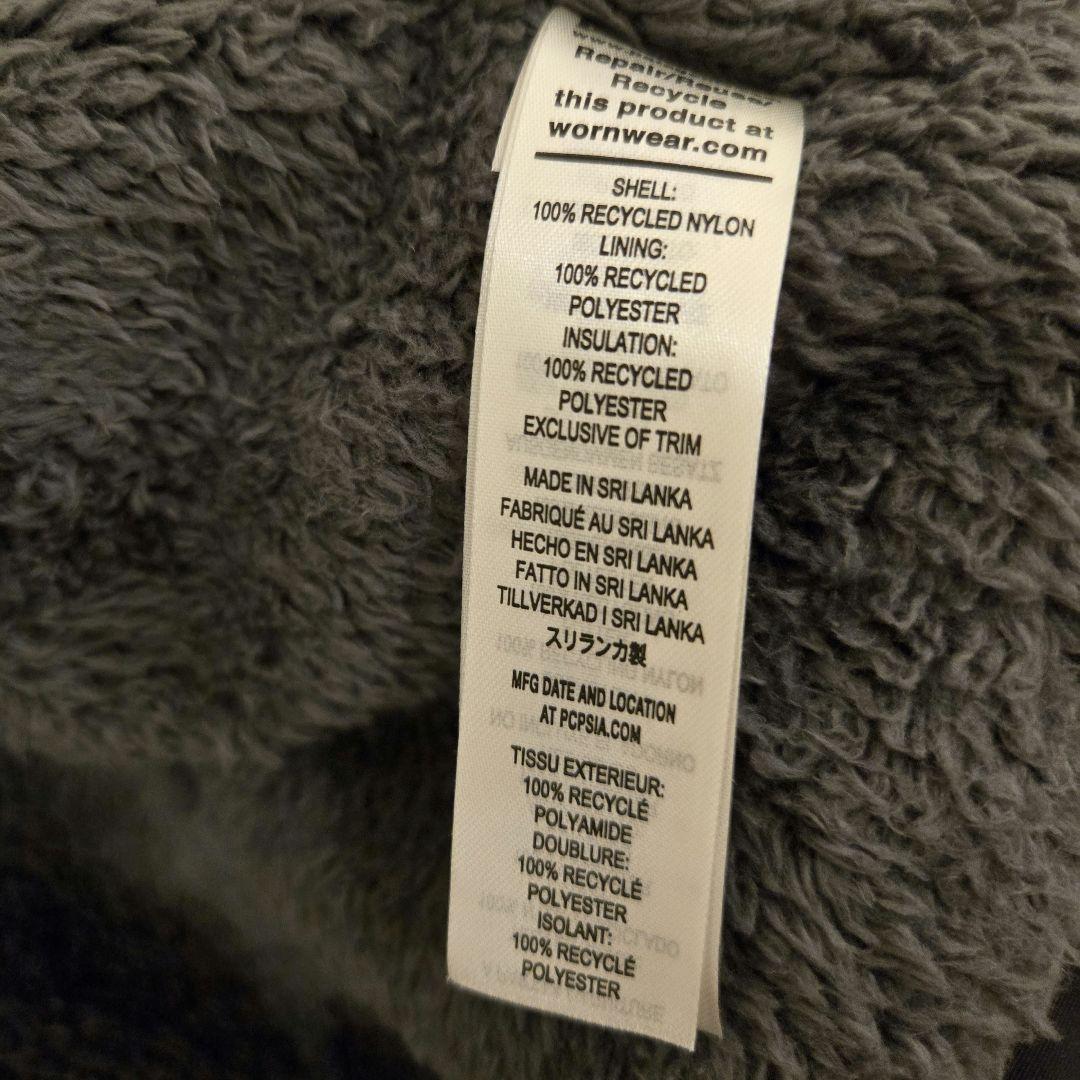 Repair/Reuse/
Recycle
this product at
wornwear.com
SHELL:
100% RECYCLED NYLON
LINING:
100% RECYCLED
POLYESTER
INSULATION:
100% RECYCLED
POLYESTER
EXCLUSIVE OF TRIM
MADE IN SRI LANKA
FABRIQUÉ AU SRI LANKA
HECHO EN SRI LANKA
FATTO IN SRI LANKA
TILLVERKAD I SRI LANKA
スリランカ製
MFG DATE AND LOCATION
AT PCPSIA.COM
TISSU EXTERIEUR:
100% RECYCLÉ
POLYAMIDE
DOUBLURE:
100% RECYCLÉ
POLYESTER
ISOLANT:
100% RECYCLÉ
POLYESTER